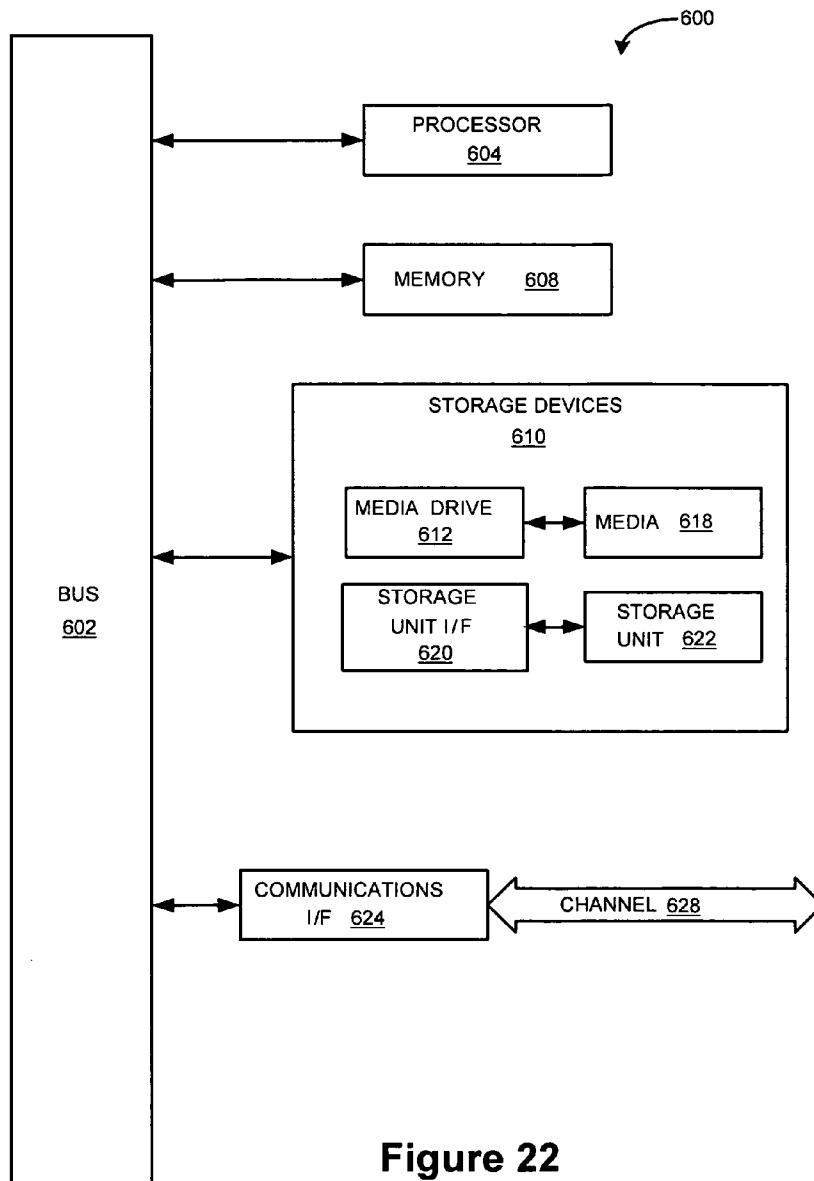 600
PROCESSOR
604
MEMORY 608
STORAGE DEVICES
610
MEDIA DRIVE
612
MEDIA 618
STORAGE
UNIT I/F
620
STORAGE
UNIT 622
BUS
602
COMMUNICATIONS
I/F 624
CHANNEL 628
Figure 22